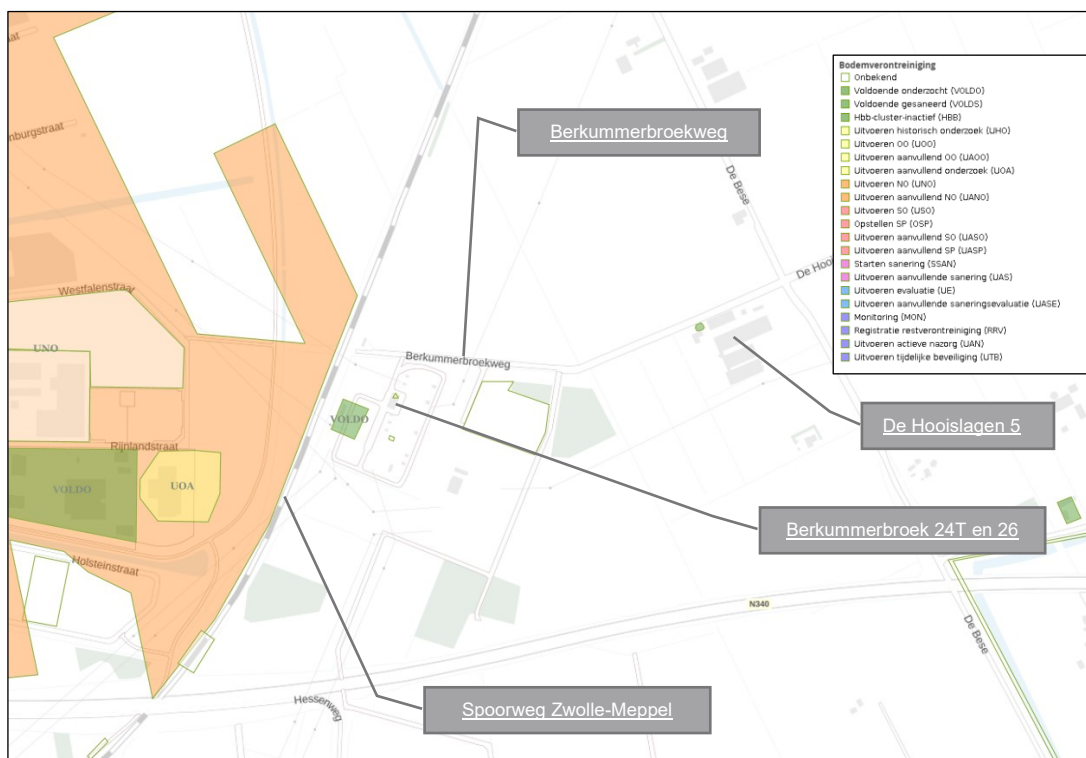 Bodemverontreiniging
Onbekend
Voldoende onderzocht (VOLDO)
Voldoende gesaneerd (VOLDS)
Hbb-cluster-inactief (HBB)
Uitvoeren historisch onderzoek (UHO)
Uitvoeren OO (UOO)
Uitvoeren aanvullend OO (UAOO)
Uitvoeren aanvullend onderzoek (UOA)
Uitvoeren NO (UNO)
Uitvoeren aanvullend NO (UANO)
Uitvoeren SO (USO)
Opstellen SP (OSP)
Uitvoeren aanvullend SO (UASO)
Uitvoeren aanvullend SP (UASP)
Starten sanering (SSAN)
Uitvoeren aanvullende sanering (UAS)
Uitvoeren evaluatie (UE)
Uitvoeren aanvullende saneringsevaluatie (UASE)
Monitoring (MON)
Registratie restverontreiniging (RRV)
Uitvoeren actieve nazorg (UAN)
Uitvoeren tijdelijke beveiliging (UTB)
aat
nburgstraat
Berkummerbroekweg
De Bese
De Hooi
Westfalenstraat
UNO
Berkummerbroekweg
VOLDO
De Hooislagen 5
Rijnlandstraat
VOLDO
UOA
Berkummerbroek 24T en 26
Holsteinstraat
N340
De Bese
Hessenweg
Spoorweg Zwolle-Meppel